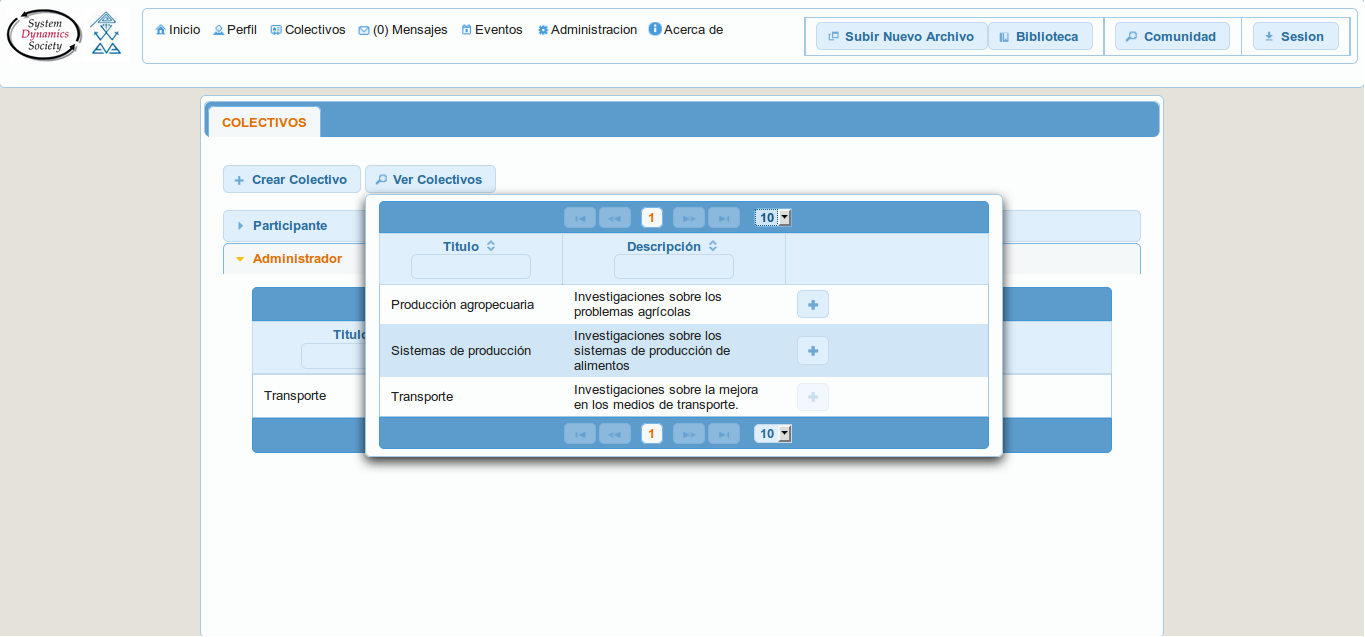 System
Dynamics
Society
Inicio Perfil Colectivos (0) Mensajes Eventos Administracion Acerca de
Subir Nuevo Archivo Biblioteca Comunidad Sesion
COLECTIVOS
Crear Colectivo Ver Colectivos
Participante
Administrador
1 10
Titulo Descripción
Producción agropecuaria
Investigaciones sobre los
problemas agrícolas
Sistemas de producción
Investigaciones sobre los
sistemas de producción de
alimentos
Transporte
Investigaciones sobre la mejora
en los medios de transporte.
1 10
Titulo
Transporte